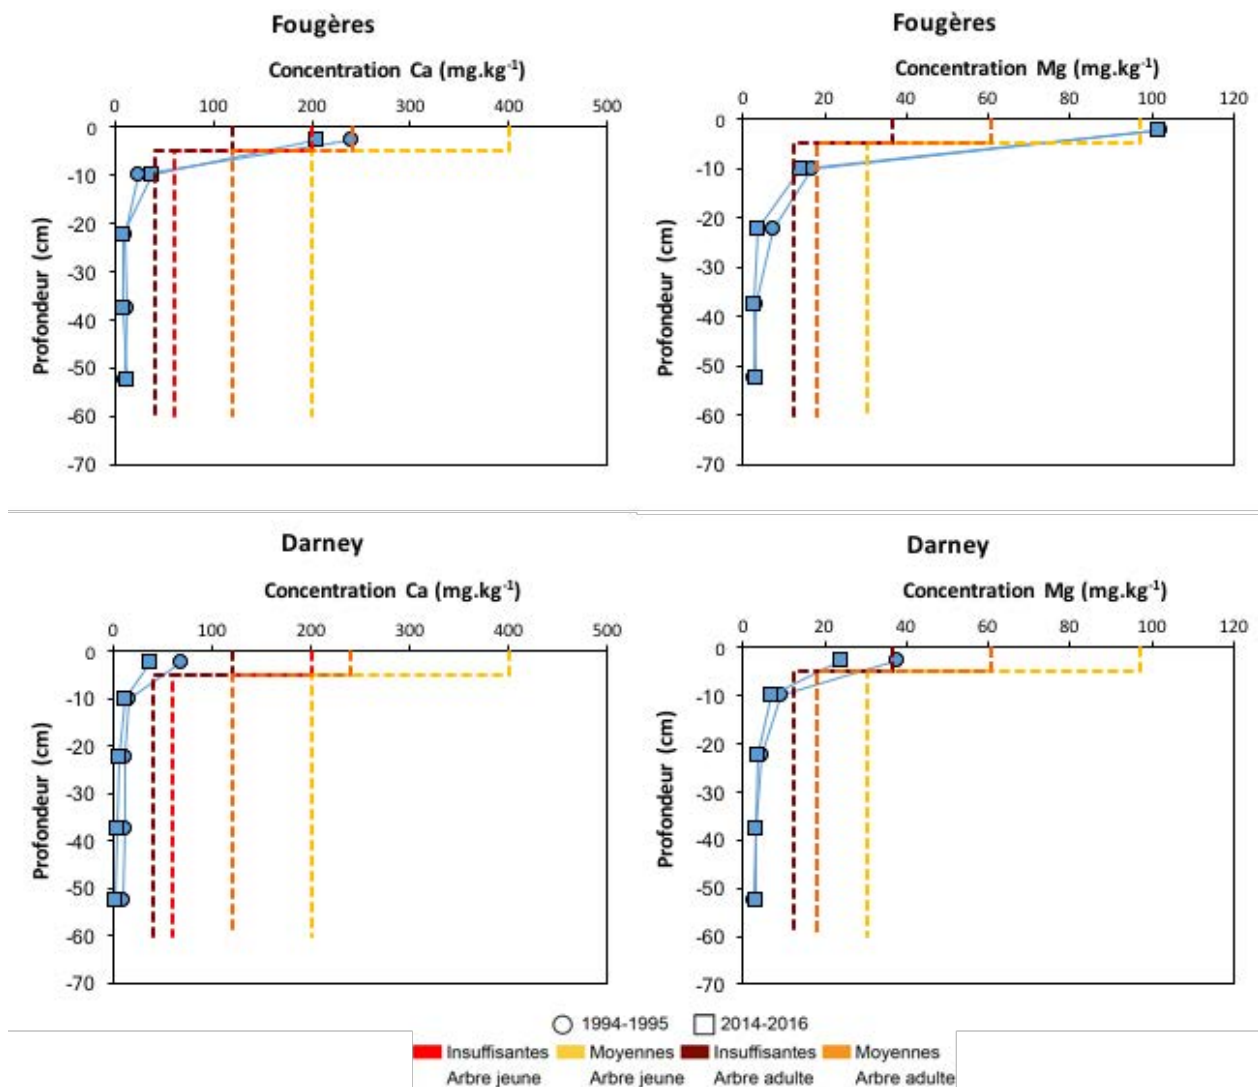 Fougères
Concentration Ca (mg.kg⁻¹)
0 100 200 300 400 500
0
-10
-20
-30
-40
-50
-60
-70
Profondeur (cm)
Fougères
Concentration Mg (mg.kg⁻¹)
0 20 40 60 80 100 120
0
-10
-20
-30
-40
-50
-60
-70
Profondeur (cm)
Darney
Concentration Ca (mg.kg⁻¹)
0 100 200 300 400 500
0
-10
-20
-30
-40
-50
-60
-70
Profondeur (cm)
Darney
Concentration Mg (mg.kg⁻¹)
0 20 40 60 80 100 120
0
-10
-20
-30
-40
-50
-60
-70
Profondeur (cm)
1994-1995 2014-2016
Insuffisantes Moyennes Insuffisantes Moyennes
Arbre jeune Arbre jeune Arbre adulte Arbre adulte